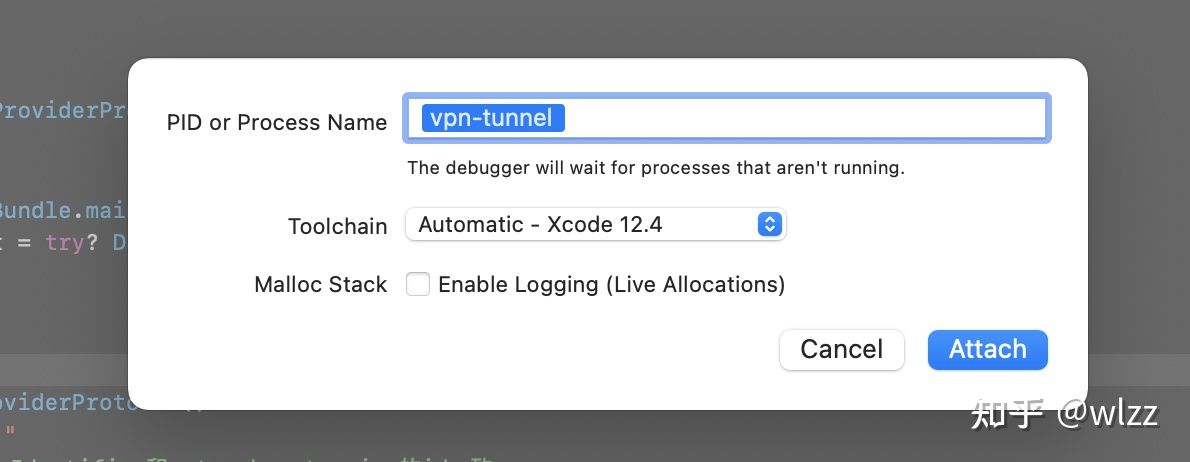 ProviderPr
PID or Process Name
vpn-tunnel
The debugger will wait for processes that aren't running.
Bundle.mai
= try? D
Toolchain
Automatic - Xcode 12.4
Malloc Stack
Enable Logging (Live Allocations)
Cancel
Attach
oviderProto
"
知乎 @wlzz